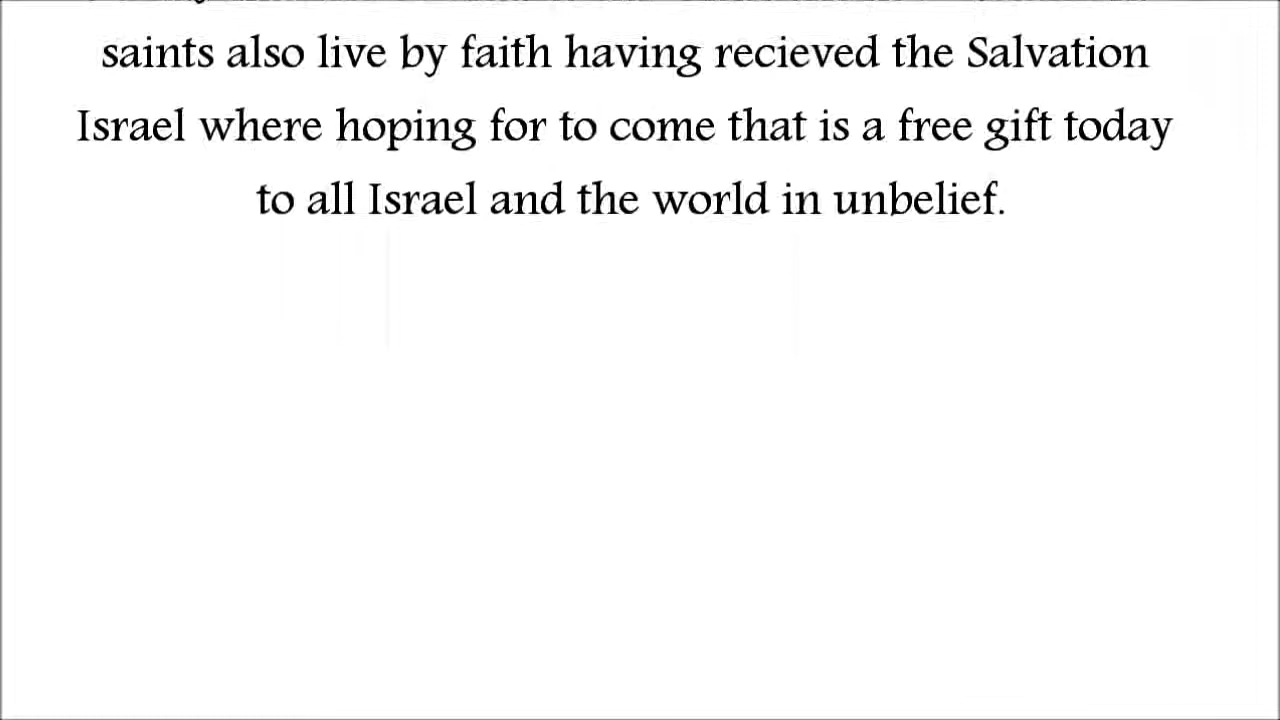 saints also live by faith having recieved the Salvation
Israel where hoping for to come that is a free gift today
to all Israel and the world in unbelief.